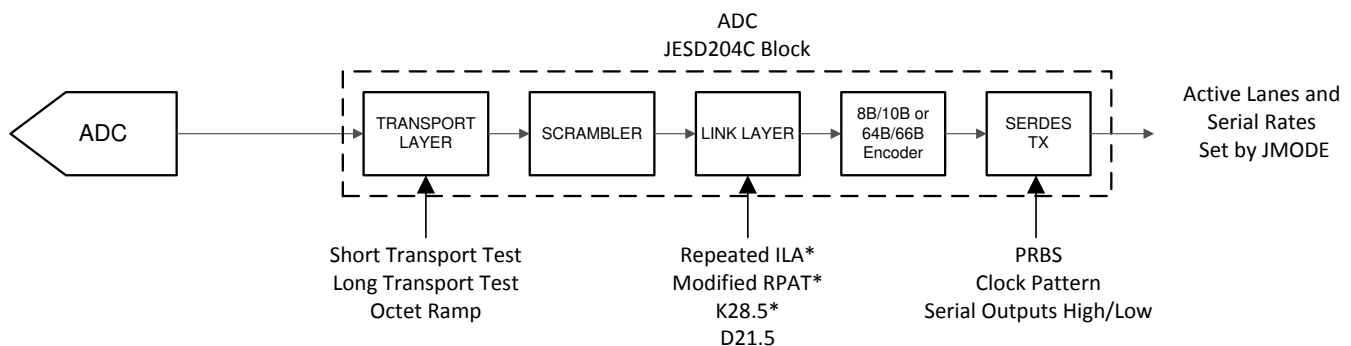 ADC
JESD204C Block
ADC
TRANSPORT
LAYER
SCRAMBLER
LINK LAYER
8B/10B or
64B/66B
Encoder
SERDES
TX
Active Lanes and
Serial Rates
Set by JMODE
Short Transport Test
Long Transport Test
Octet Ramp
Repeated ILA*
Modified RPAT*
K28.5*
D21.5
PRBS
Clock Pattern
Serial Outputs High/Low